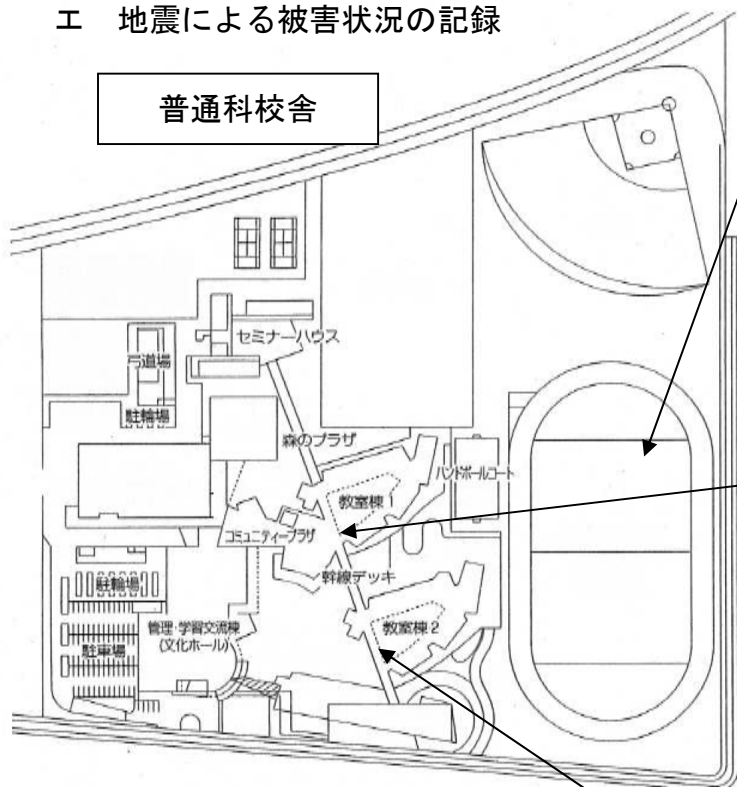 エ　地震による被害状況の記録
普通科校舎
セミナーハウス
弓道場
駐輪場
森のプラザ
ハンドボールコート
教室棟1
コミュニティープラザ
幹線デッキ
駐輪場
管理・学習交流棟
(文化ホール)
教室棟2
駐車場